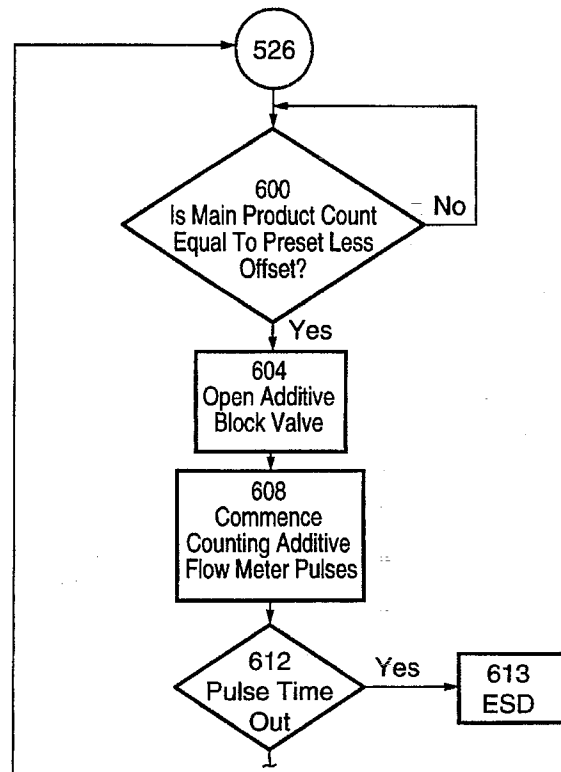 526
600
Is Main Product Count
Equal To Preset Less
Offset?
No
Yes
604
Open Additive
Block Valve
608
Commence
Counting Additive
Flow Meter Pulses
612
Pulse Time
Out
Yes
613
ESD